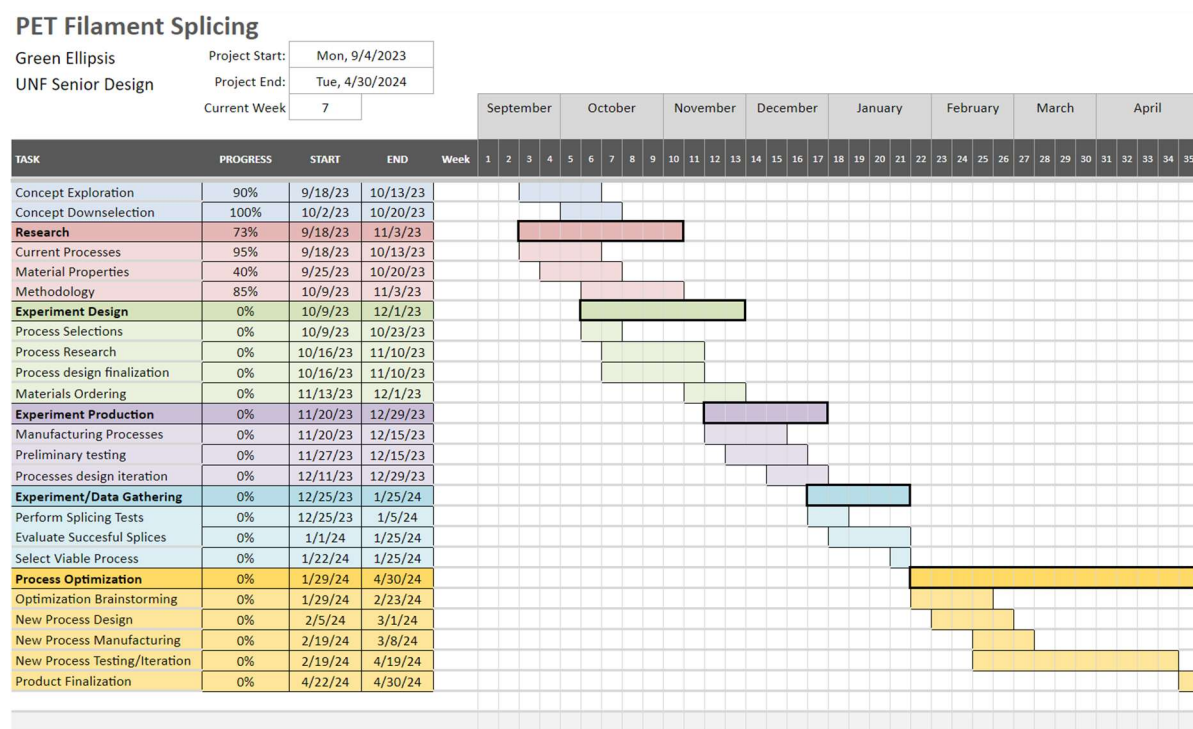 PET Filament Splicing
Green Ellipsis Project Start: Mon, 9/4/2023
UNF Senior Design Project End: Tue, 4/30/2024
Current Week 7
September October November December January February March April
TASK PROGRESS START END Week 1 2 3 4 5 6 7 8 9 10 11 12 13 14 15 16 17 18 19 20 21 22 23 24 25 26 27 28 29 30 31 32 33 34 35
Concept Exploration 90% 9/18/23 10/13/23
Concept Downselection 100% 10/2/23 10/20/23
Research 73% 9/18/23 11/3/23
Current Processes 95% 9/18/23 10/13/23
Material Properties 40% 9/25/23 10/20/23
Methodology 85% 10/9/23 11/3/23
Experiment Design 0% 10/9/23 12/1/23
Process Selections 0% 10/9/23 10/23/23
Process Research 0% 10/16/23 11/10/23
Process design finalization 0% 10/16/23 11/10/23
Materials Ordering 0% 11/13/23 12/1/23
Experiment Production 0% 11/20/23 12/29/23
Manufacturing Processes 0% 11/20/23 12/15/23
Preliminary testing 0% 11/27/23 12/15/23
Processes design iteration 0% 12/11/23 12/29/23
Experiment/Data Gathering 0% 12/25/23 1/25/24
Perform Splicing Tests 0% 12/25/23 1/5/24
Evaluate Succesful Splices 0% 1/1/24 1/25/24
Select Viable Process 0% 1/22/24 1/25/24
Process Optimization 0% 1/29/24 4/30/24
Optimization Brainstorming 0% 1/29/24 2/23/24
New Process Design 0% 2/5/24 3/1/24
New Process Manufacturing 0% 2/19/24 3/8/24
New Process Testing/Iteration 0% 2/19/24 4/19/24
Product Finalization 0% 4/22/24 4/30/24